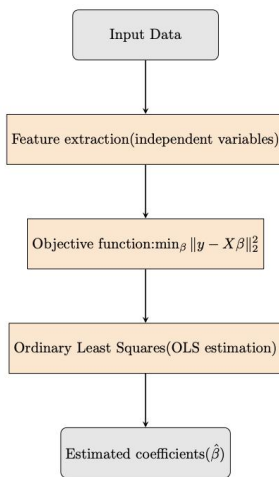 Input Data
Feature extraction(independent variables)
Objective function:min_β ‖y − Xβ‖₂²
Ordinary Least Squares(OLS estimation)
Estimated coefficients(β̂)